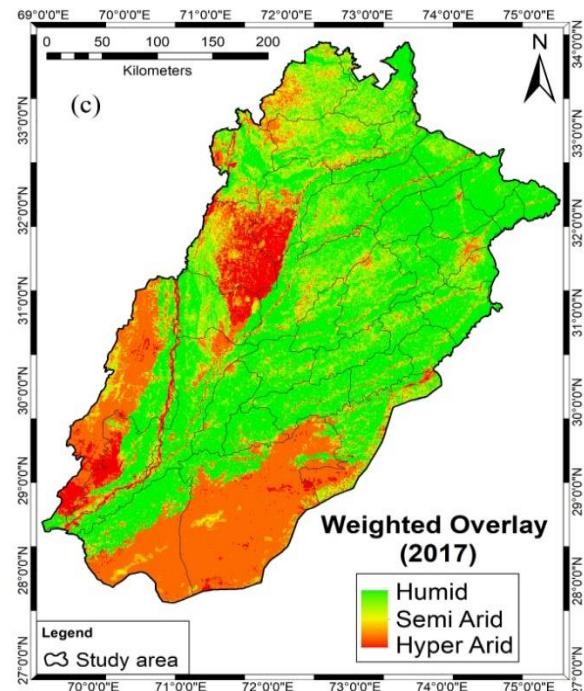 69°0'0"E 70°0'0"E 71°0'0"E 72°0'0"E 73°0'0"E 74°0'0"E 75°0'0"E
0 50 100 150 200
Kilometers
N
(c)
34°0'0"N
33°0'0"N 33°0'0"N
32°0'0"N 32°0'0"N
31°0'0"N 31°0'0"N
30°0'0"N 30°0'0"N
29°0'0"N 29°0'0"N
28°0'0"N 28°0'0"N
27°0'0"N 27°0'0"N
Weighted Overlay
(2017)
Humid
Semi Arid
Hyper Arid
Legend
Study area
70°0'0"E 71°0'0"E 72°0'0"E 73°0'0"E 74°0'0"E 75°0'0"E